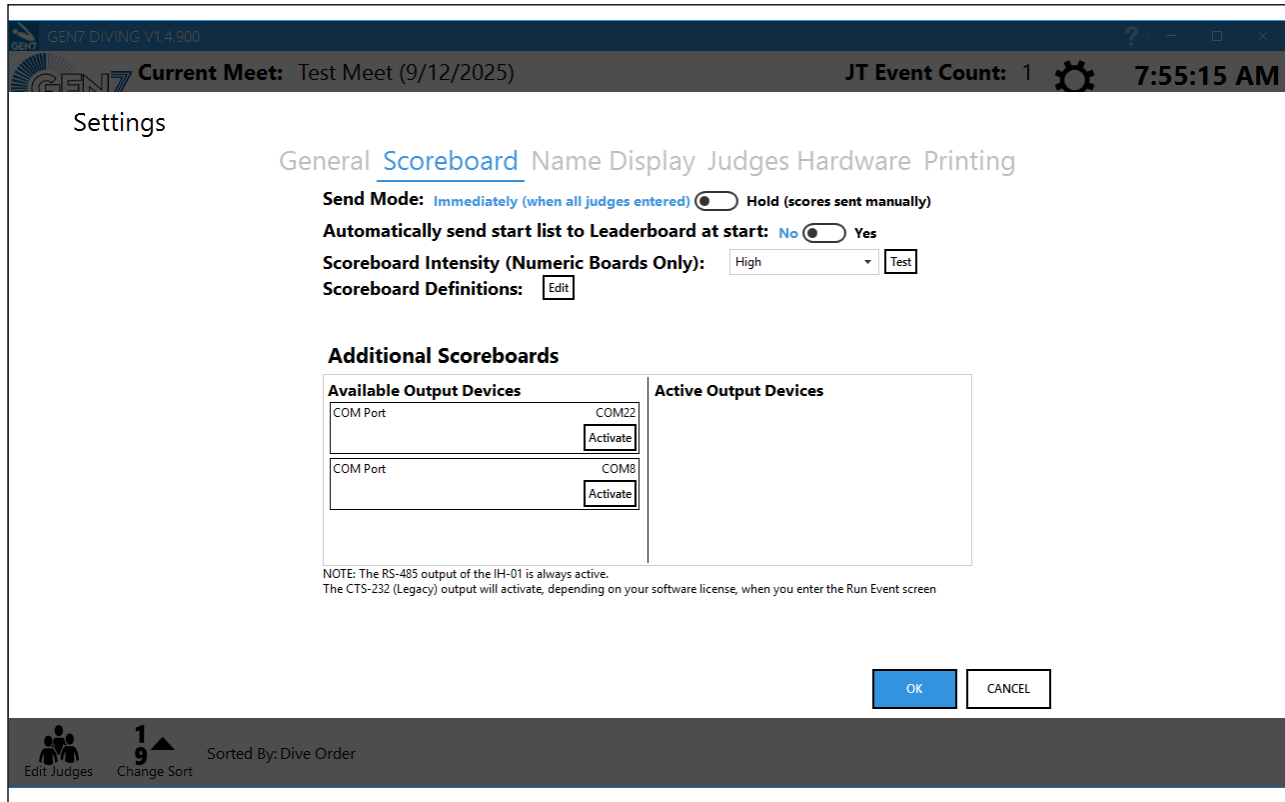 GEN7 DIVING V1.4.900
GEN7
GEN7 Current Meet: Test Meet (9/12/2025) JT Event Count: 1 7:55:15 AM
Settings
General Scoreboard Name Display Judges Hardware Printing
Send Mode: Immediately (when all judges entered) Hold (scores sent manually)
Automatically send start list to Leaderboard at start: No Yes
Scoreboard Intensity (Numeric Boards Only): High Test
Scoreboard Definitions: Edit
Additional Scoreboards
Available Output Devices Active Output Devices
COM Port COM22
Activate
COM Port COM8
Activate
NOTE: The RS-485 output of the IH-01 is always active.
The CTS-232 (Legacy) output will activate, depending on your software license, when you enter the Run Event screen
OK CANCEL
1
9
Edit Judges Change Sort Sorted By: Dive Order